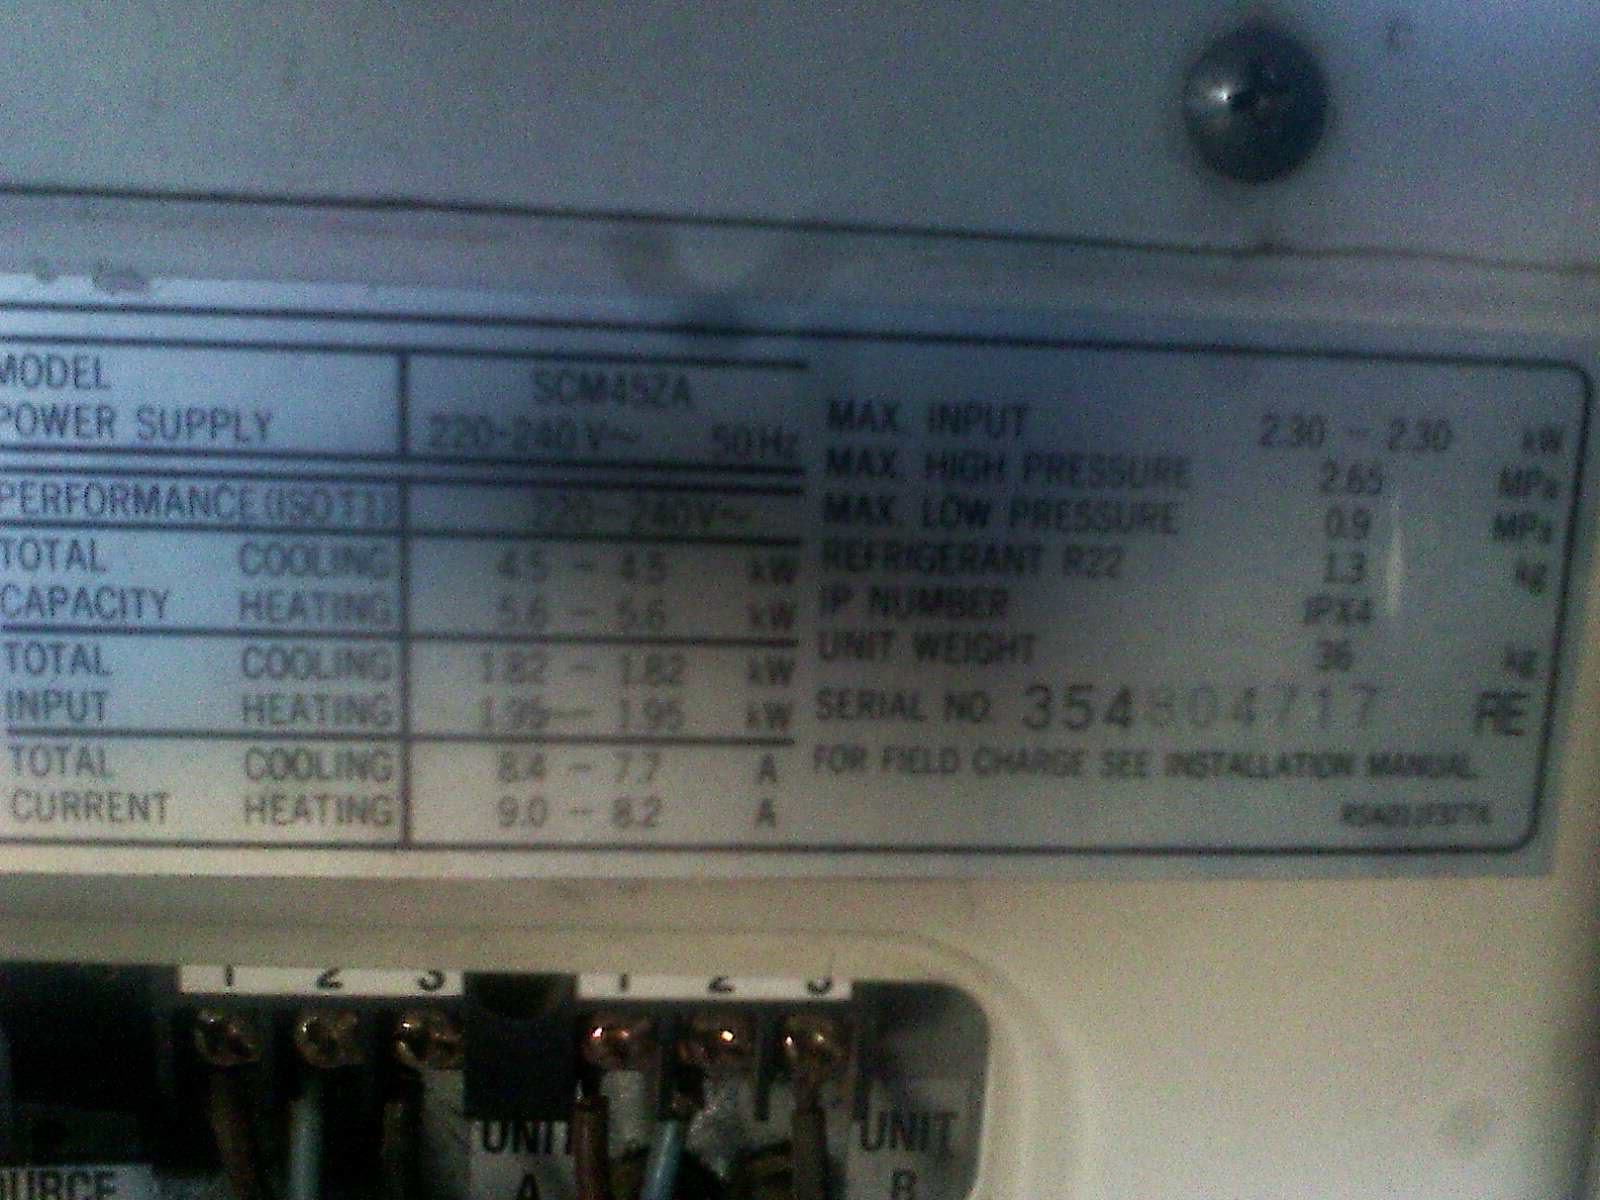 MODEL SCM45ZA
POWER SUPPLY 220-240V~ 50Hz
PERFORMANCE(ISOT1) 220-240V~
TOTAL COOLING 4.5 - 4.5 kW
CAPACITY HEATING 5.6 - 5.6 kW
TOTAL COOLING 1.82 - 1.82 kW
INPUT HEATING 1.95 - 1.95 kW
TOTAL COOLING 8.4 - 7.7 A
CURRENT HEATING 9.0 - 8.2 A
MAX. INPUT 2.30 - 2.30 kW
MAX. HIGH PRESSURE 2.65 MPa
MAX. LOW PRESSURE 0.9 MPa
REFRIGERANT R22 1.3 kg
IP NUMBER IPX4
UNIT WEIGHT 36 kg
SERIAL NO. 354804717 RE
FOR FIELD CHARGE SEE INSTALLATION MANUAL
1 2 3 1 2 3
UNIT A
UNIT B